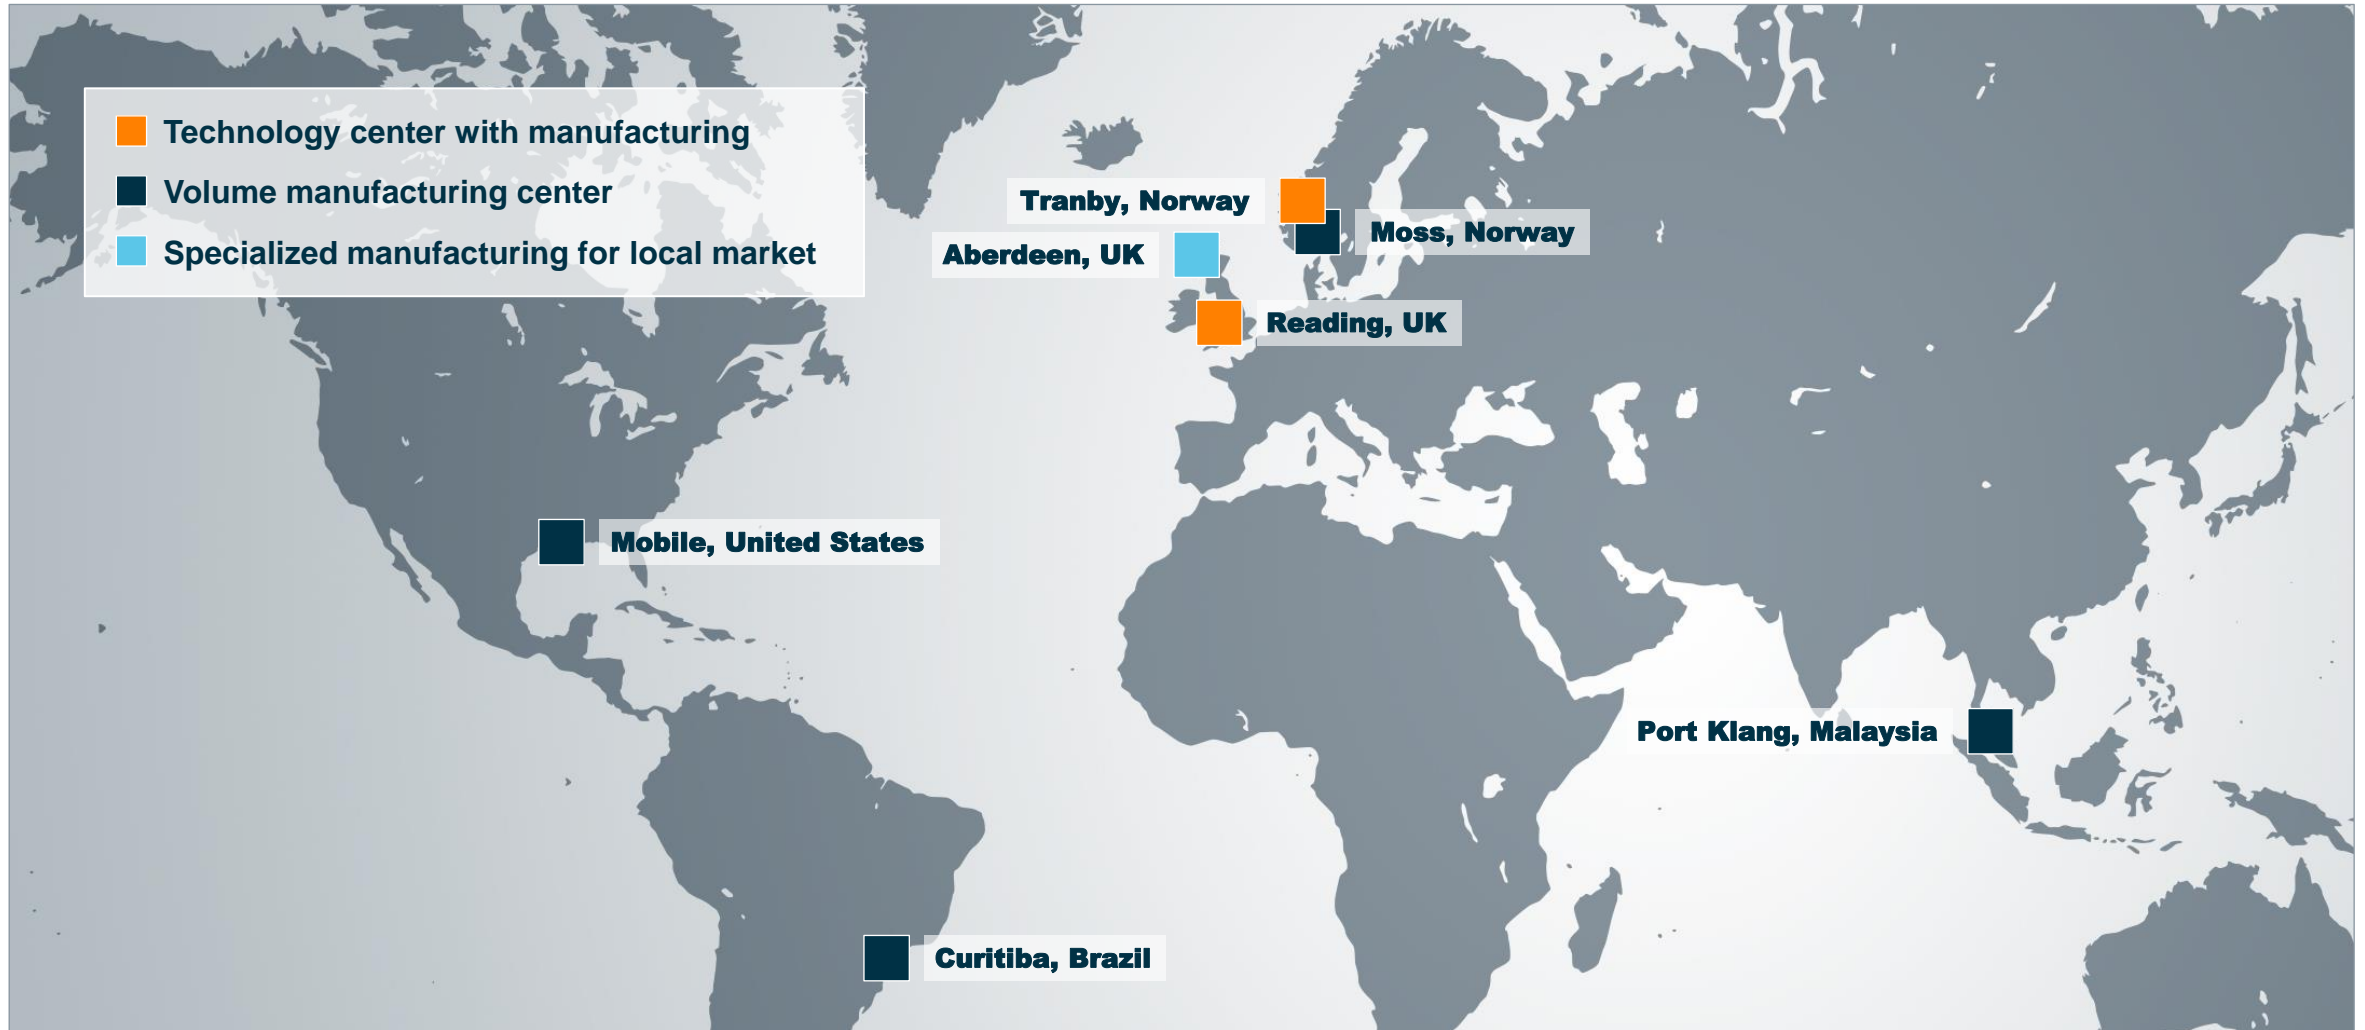 Technology center with manufacturing
Volume manufacturing center
Specialized manufacturing for local market
Tranby, Norway
Moss, Norway
Aberdeen, UK
Reading, UK
Mobile, United States
Port Klang, Malaysia
Curitiba, Brazil